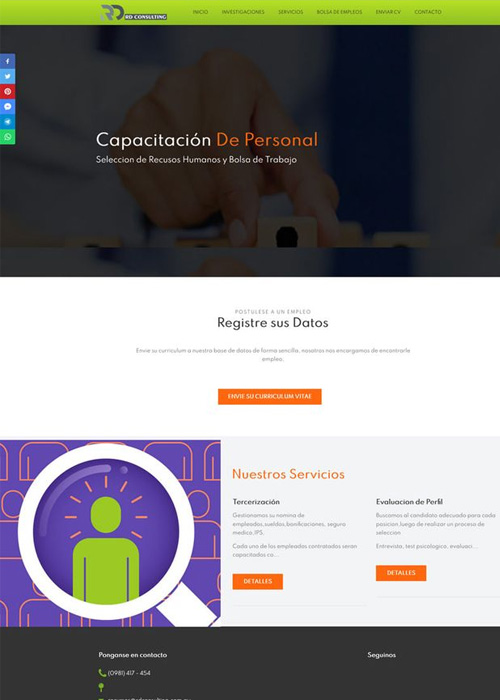 RD CONSULTING
INICIO INVESTIGACIONES SERVICIOS BOLSA DE EMPLEOS ENVIAR CV CONTACTO
Capacitación De Personal
Seleccion de Recusos Humanos y Bolsa de Trabajo
POSTULESE A UN EMPLEO
Registre sus Datos
Envie su curriculum a nuestra base de datos de forma sencilla, nosotros nos encargamos de encontrarle
empleo.
ENVIE SU CURRICULUM VITAE
Nuestros Servicios
Tercerización
Gestionamos su nomina de
empleados,sueldos,bonificaciones, seguro
medico,IPS.
Cada uno de los empleados contratados seran
capacitados co...
DETALLES
Evaluacion de Perfil
Buscamos al candidato adecuado para cada
posicion,luego de realizar un proceso de
seleccion
Entrevista, test psicologico, evaluaci...
DETALLES
Ponganse en contacto
(0981) 417 - 454
Seguinos